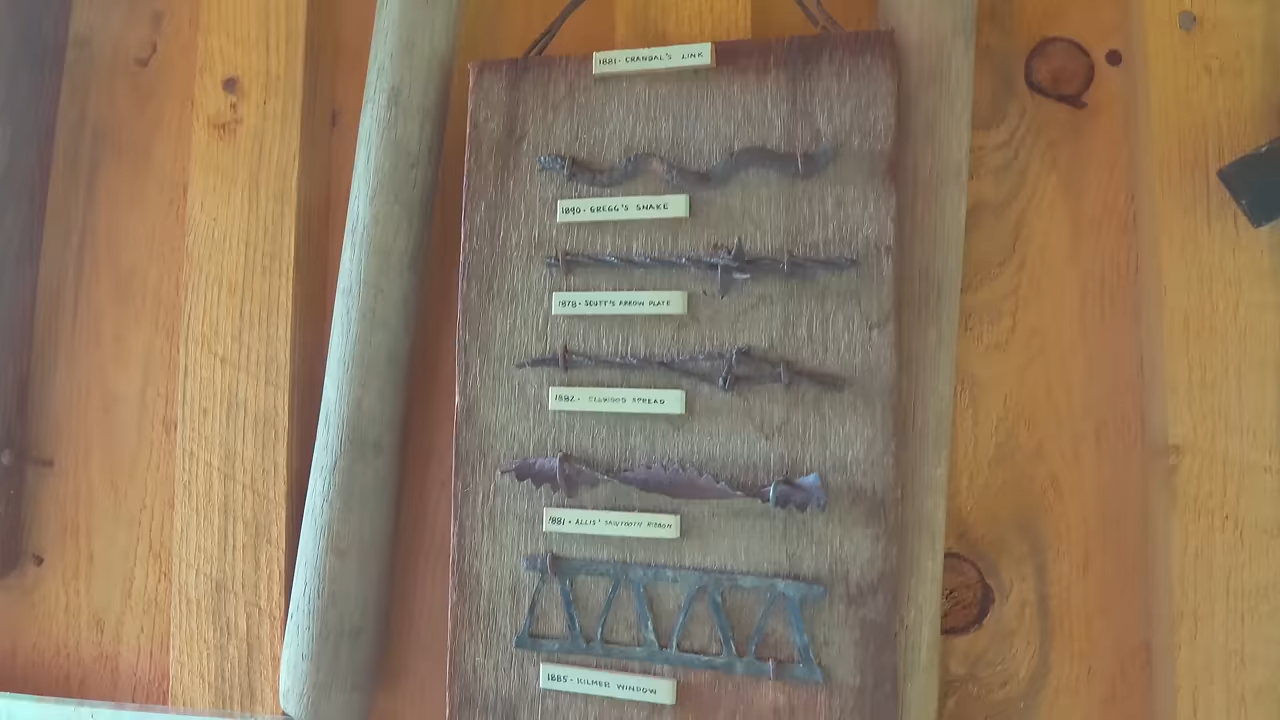 1881- CRANDAL'S LINK
1890- GREGG'S SNAKE
1878- SCUTT'S ARROW PLATE
1882- ELLWOOD SPREAD
1881- ALLIS' SAWTOOTH RIBBON
1885- KILMER WINDOW